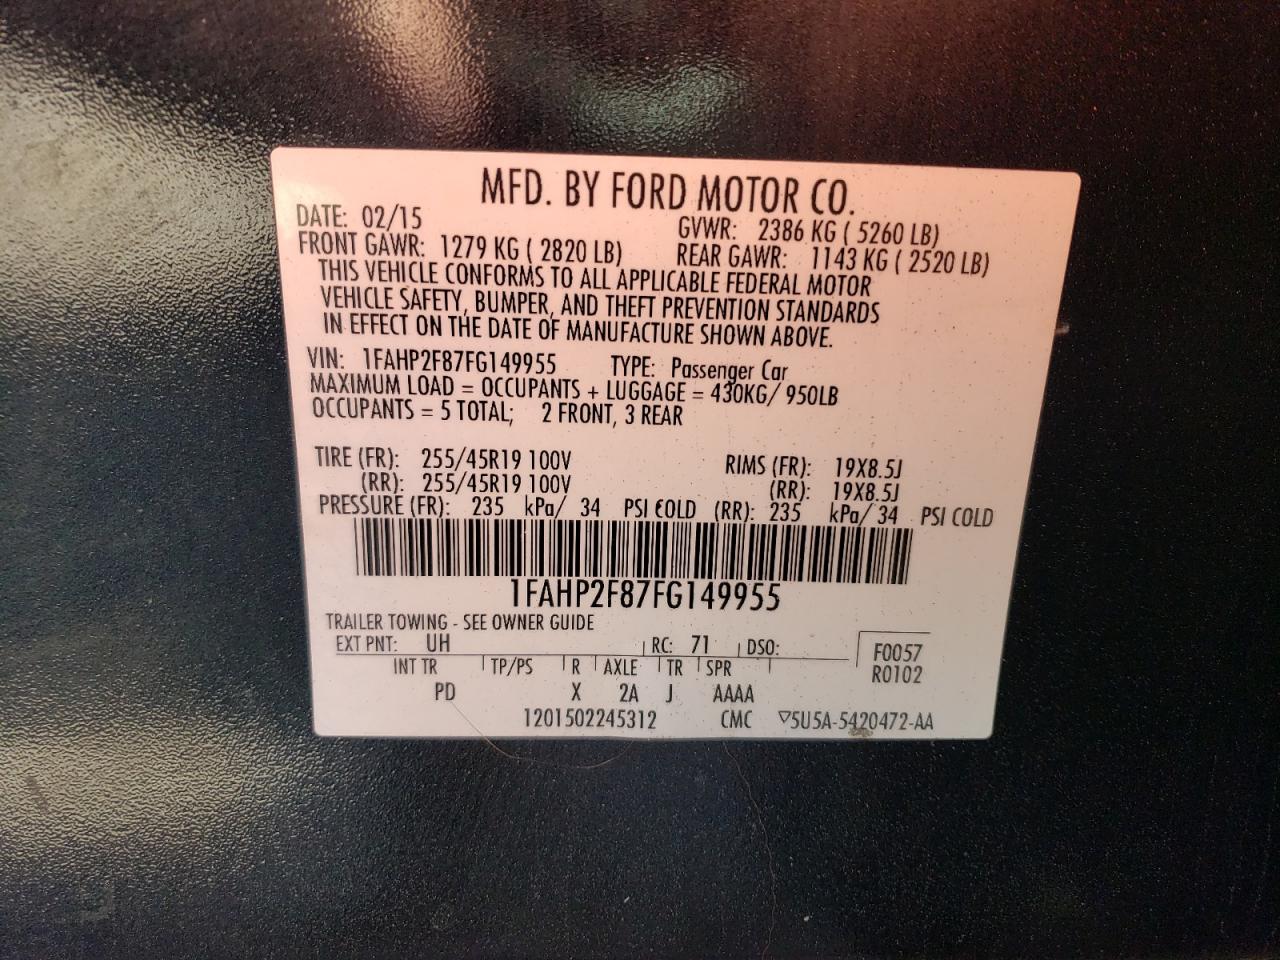 MFD. BY FORD MOTOR CO.
DATE: 02/15 GVWR: 2386 KG ( 5260 LB)
FRONT GAWR: 1279 KG ( 2820 LB) REAR GAWR: 1143 KG ( 2520 LB)
THIS VEHICLE CONFORMS TO ALL APPLICABLE FEDERAL MOTOR
VEHICLE SAFETY, BUMPER, AND THEFT PREVENTION STANDARDS
IN EFFECT ON THE DATE OF MANUFACTURE SHOWN ABOVE.
VIN: 1FAHP2F87FG149955 TYPE: Passenger Car
MAXIMUM LOAD = OCCUPANTS + LUGGAGE = 430KG/ 950LB
OCCUPANTS = 5 TOTAL; 2 FRONT, 3 REAR
TIRE (FR): 255/45R19 100V RIMS (FR): 19X8.5J
(RR): 255/45R19 100V (RR): 19X8.5J
PRESSURE (FR): 235 kPa/ 34 PSI COLD (RR): 235 kPa/ 34 PSI COLD
1FAHP2F87FG149955
TRAILER TOWING - SEE OWNER GUIDE
EXT PNT: UH RC: 71 DSO: F0057
INT TR TP/PS R AXLE TR SPR R0102
PD X 2A J AAAA
1201502245312 CMC ▽5U5A-5420472-AA